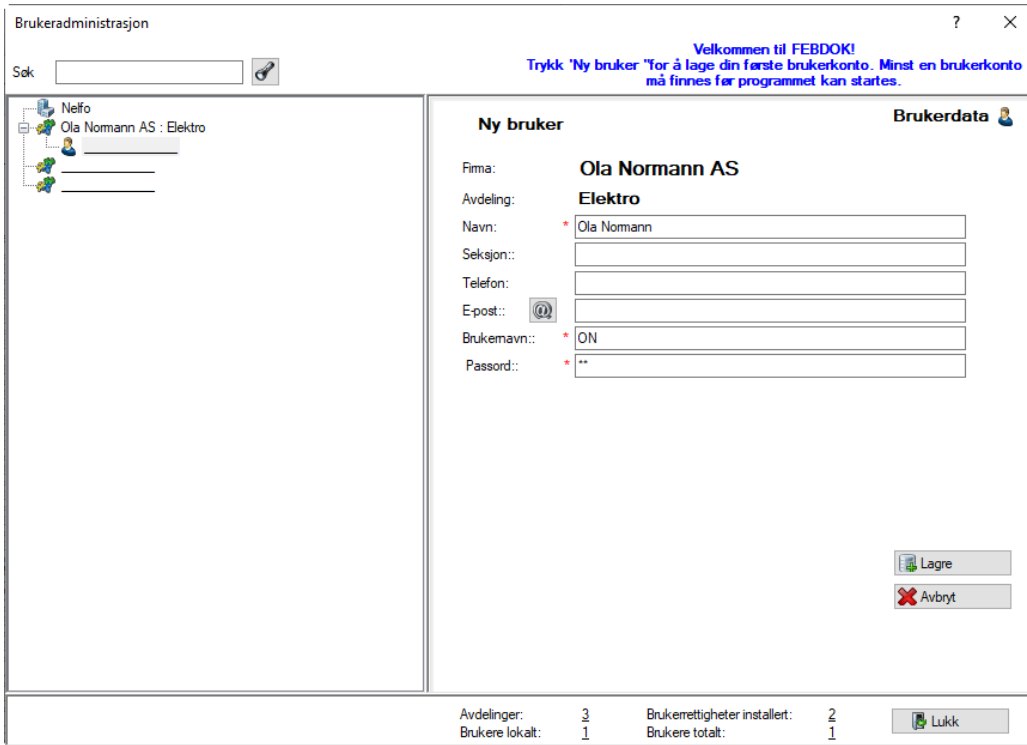 Brukeradministrasjon
?
Søk
Velkommen til FEBDOK!
Trykk 'Ny bruker "for å lage din første brukerkonto. Minst en brukerkonto
må finnes før programmet kan startes.
Nelfo
Ola Normann AS : Elektro
Ny bruker
Brukerdata
Firma: Ola Normann AS
Avdeling: Elektro
Navn: * Ola Normann
Seksjon::
Telefon:
E-post:: @
Brukernavn:: * ON
Passord:: * **
Lagre
Avbryt
Avdelinger: 3 Brukerrettigheter installert: 2
Brukere lokalt: 1 Brukere totalt: 1
Lukk